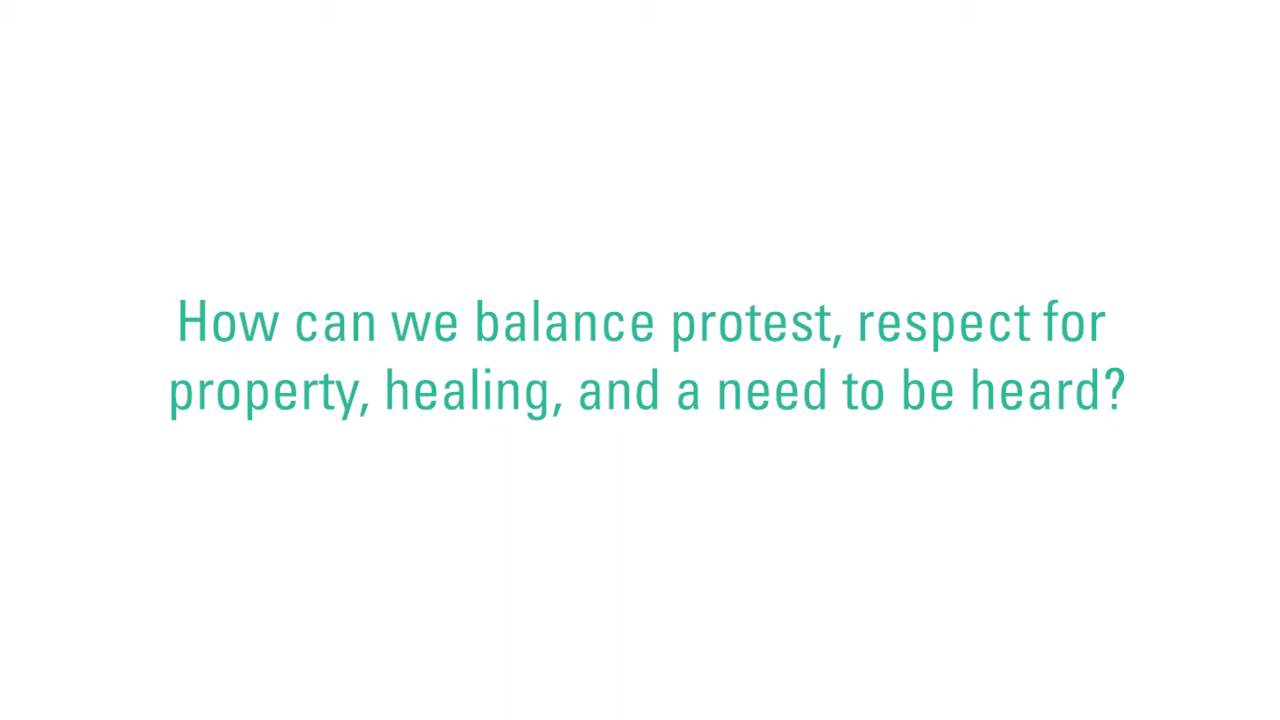 How can we balance protest, respect for
property, healing, and a need to be heard?